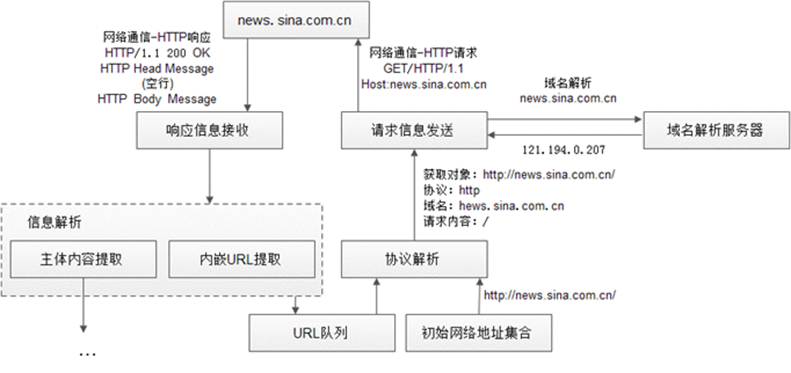 news.sina.com.cn
网络通信-HTTP响应
HTTP/1.1 200 OK
HTTP Head Message
(空行)
HTTP Body Message
网络通信-HTTP请求
GET/HTTP/1.1
Host:news.sina.com.cn
域名解析
news.sina.com.cn
响应信息接收
请求信息发送
域名解析服务器
121.194.0.207
获取对象：http://news.sina.com.cn/
协议：http
域名：hews.sina.com.cn
请求内容：/
信息解析
主体内容提取
内嵌URL提取
协议解析
http://news.sina.com.cn/
URL队列
初始网络地址集合
...